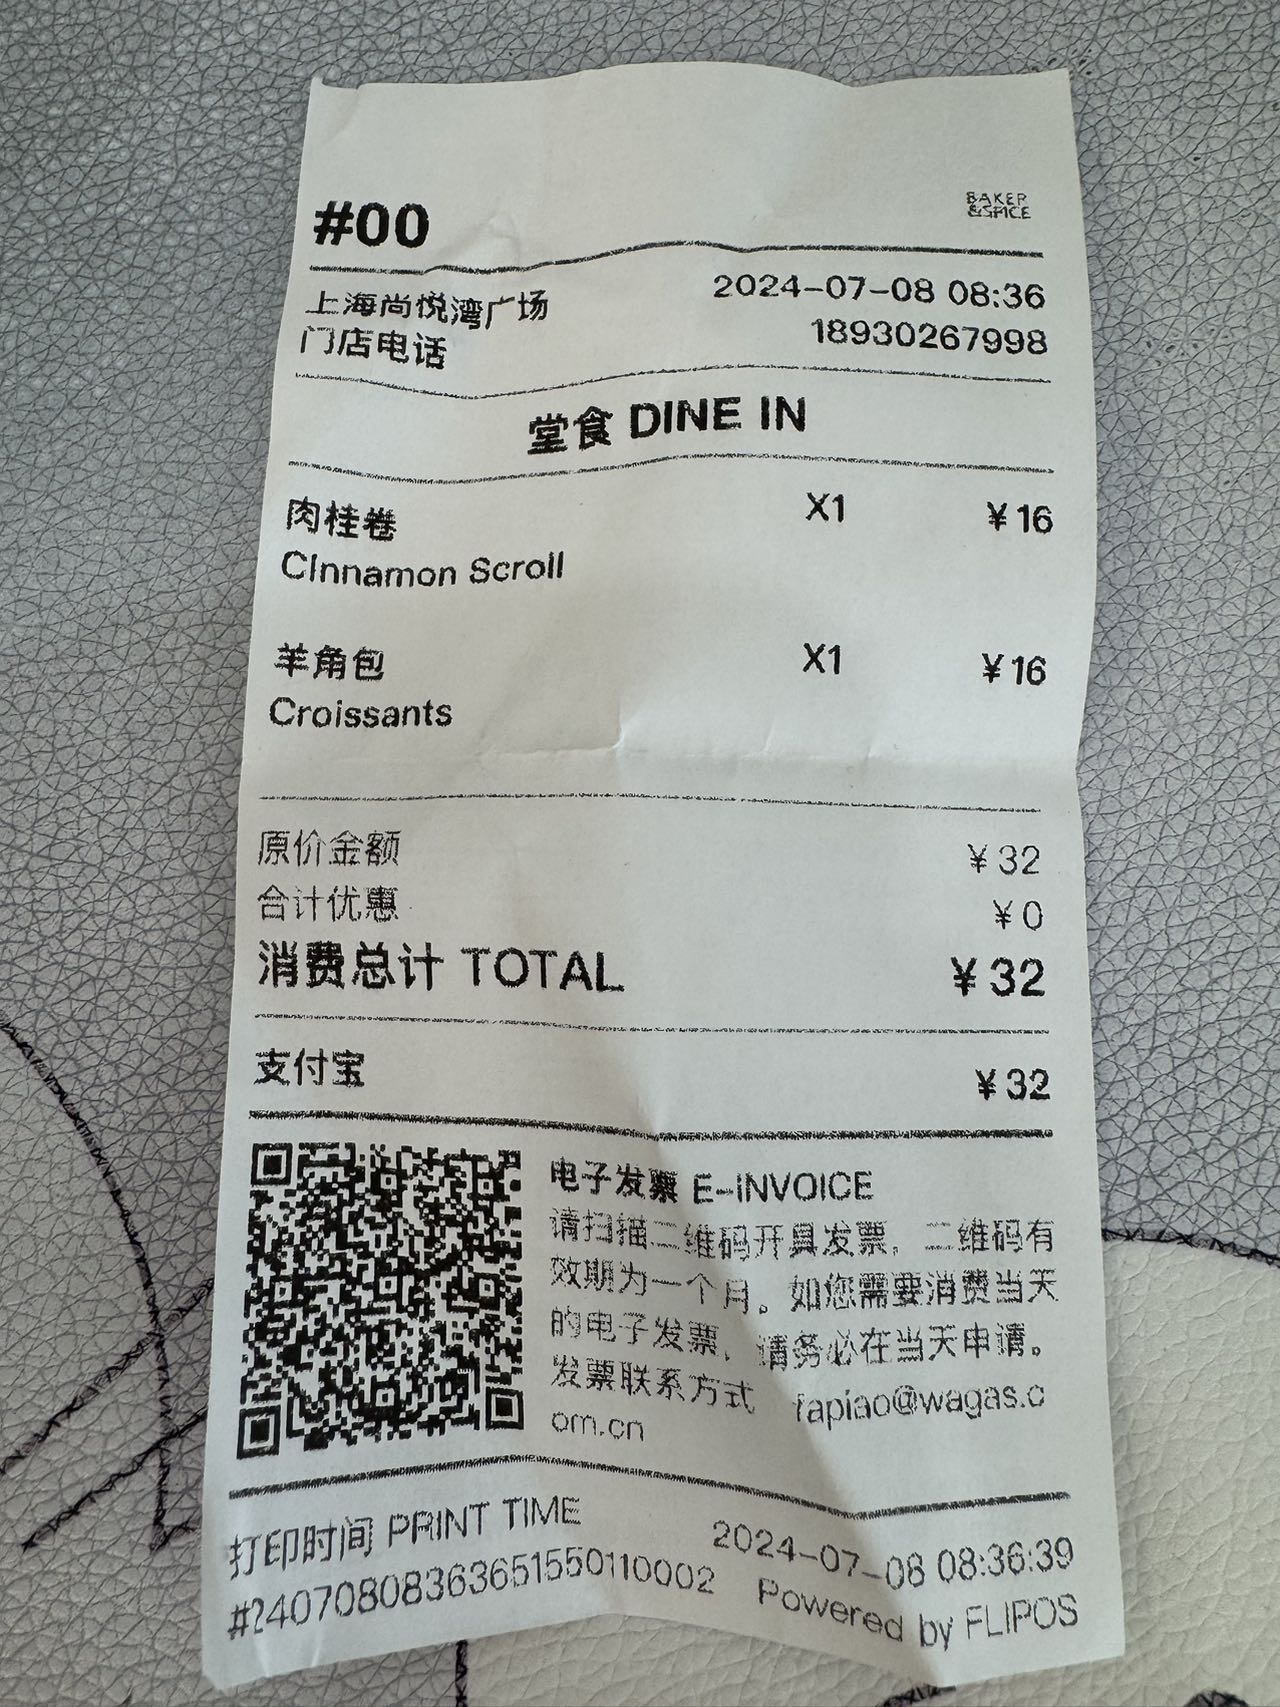 #00
BAKER
&SPICE
上海尚悦湾广场 2024-07-08 08:36
门店电话 18930267998
堂食 DINE IN
肉桂卷 X1 ¥16
Cinnamon Scroll
羊角包 X1 ¥16
Croissants
原价金额 ¥32
合计优惠 ¥0
消费总计 TOTAL ¥32
支付宝 ¥32
电子发票 E-INVOICE
请扫描二维码开具发票，二维码有
效期为一个月。如您需要消费当天
的电子发票，请务必在当天申请。
发票联系方式 fapiao@wagas.c
om.cn
打印时间 PRINT TIME 2024-07-08 08:36:39
#24070808363651550110002 Powered by FLIPOS